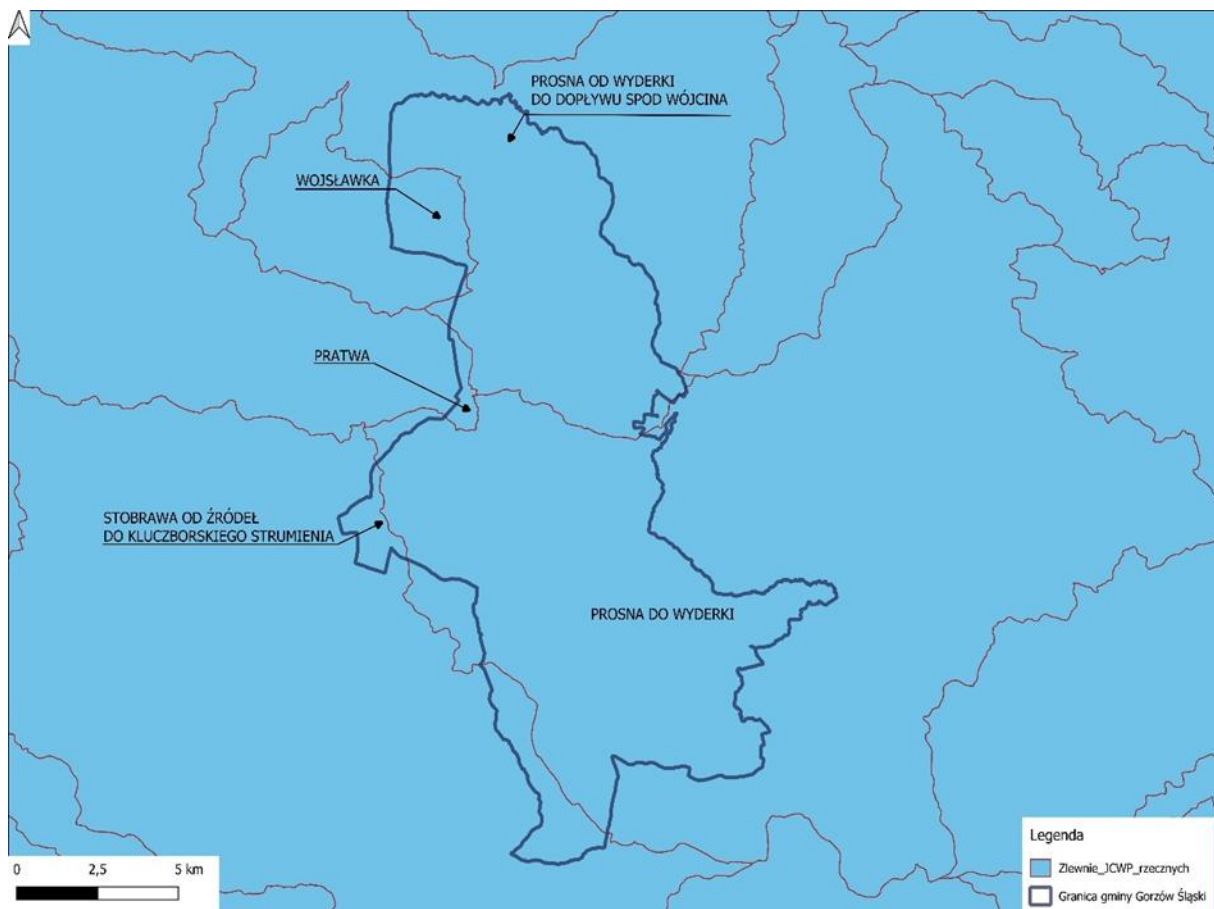 PROSNA OD WYDERKI
DO DOPŁYWU SPOD WÓJCINA
WOJSŁAWKA
PRATWA
STOBRAWA OD ŹRÓDEŁ
DO KLUCZBORSKIEGO STRUMIENIA
PROSNA DO WYDERKI
0 2,5 5 km
Legenda
Zlewnie_JCWP_rzecznych
Granica gminy Gorzów Śląski